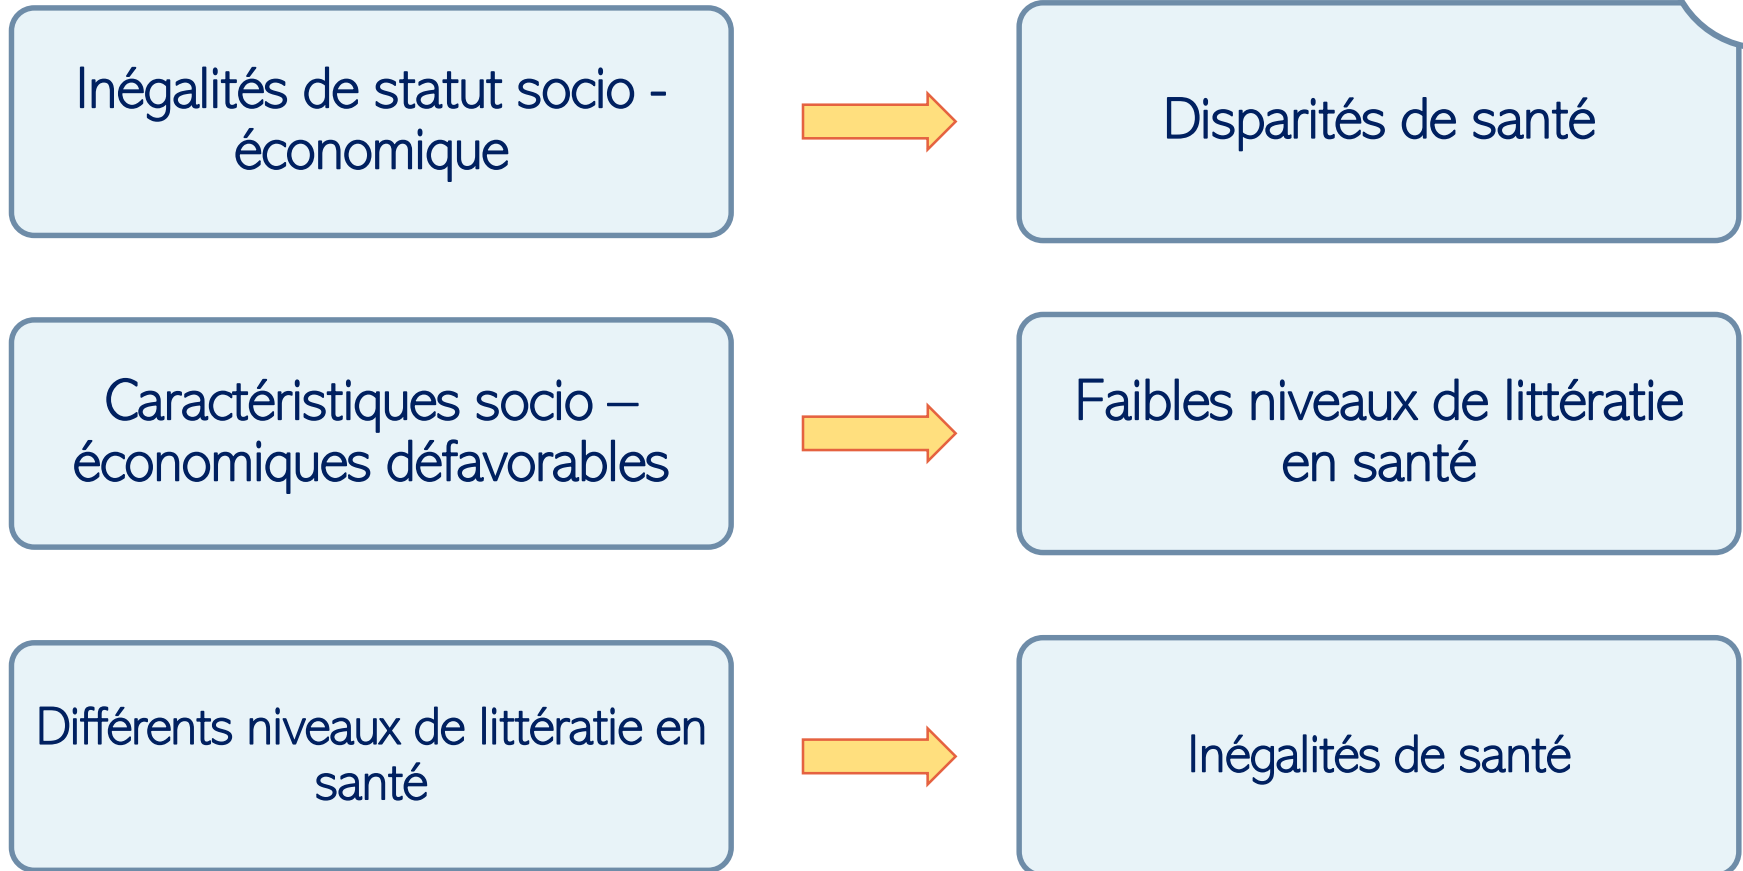 Inégalités de statut socio -
économique
Disparités de santé
Caractéristiques socio –
économiques défavorables
Faibles niveaux de littératie
en santé
Différents niveaux de littératie en
santé
Inégalités de santé